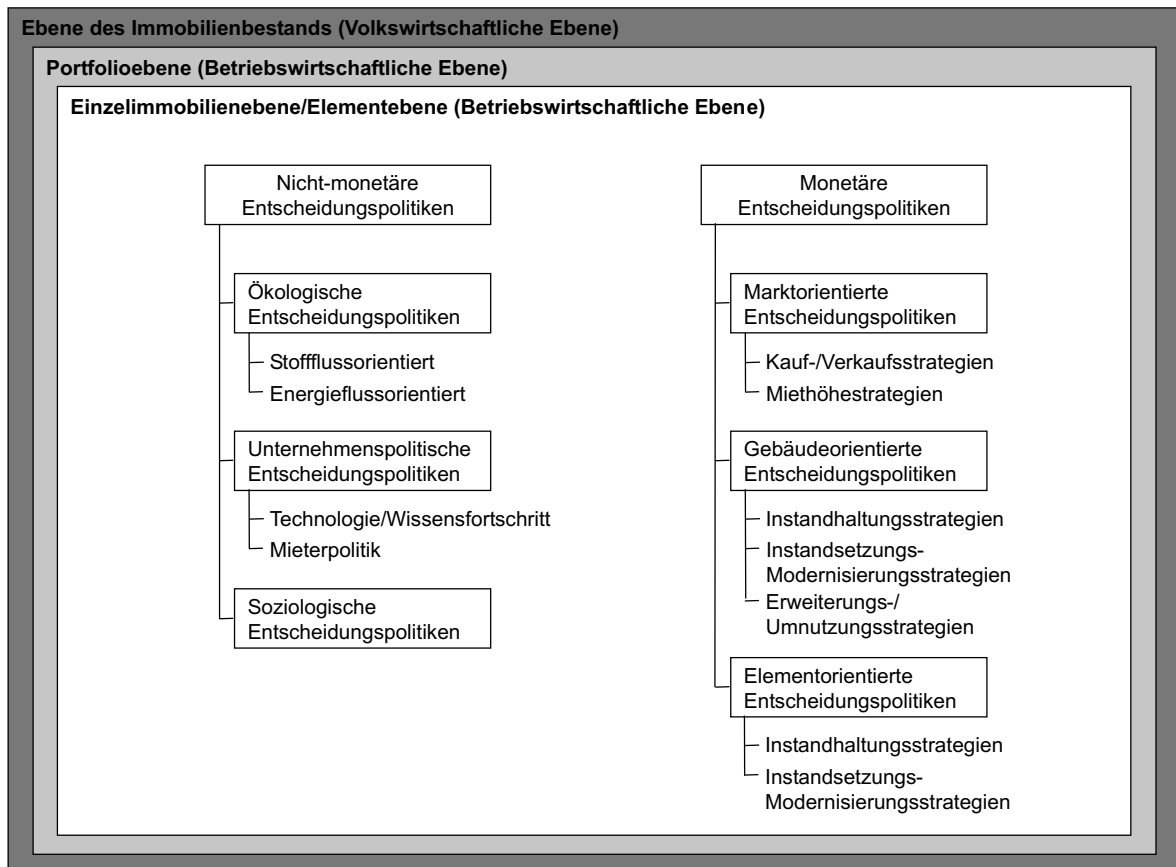 Ebene des Immobilienbestands (Volkswirtschaftliche Ebene)
Portfolioebene (Betriebswirtschaftliche Ebene)
Einzelimmobilienebene/Elementebene (Betriebswirtschaftliche Ebene)
Nicht-monetäre
Entscheidungspolitiken
Ökologische
Entscheidungspolitiken
Stoffflussorientiert
Energieflussorientiert
Unternehmenspolitische
Entscheidungspolitiken
Technologie/Wissensfortschritt
Mieterpolitik
Soziologische
Entscheidungspolitiken
Monetäre
Entscheidungspolitiken
Marktorientierte
Entscheidungspolitiken
Kauf-/Verkaufsstrategien
Miethöhestrategien
Gebäudeorientierte
Entscheidungspolitiken
Instandhaltungsstrategien
Instandsetzungs-
Modernisierungsstrategien
Erweiterungs-/
Umnutzungsstrategien
Elementorientierte
Entscheidungspolitiken
Instandhaltungsstrategien
Instandsetzungs-
Modernisierungsstrategien